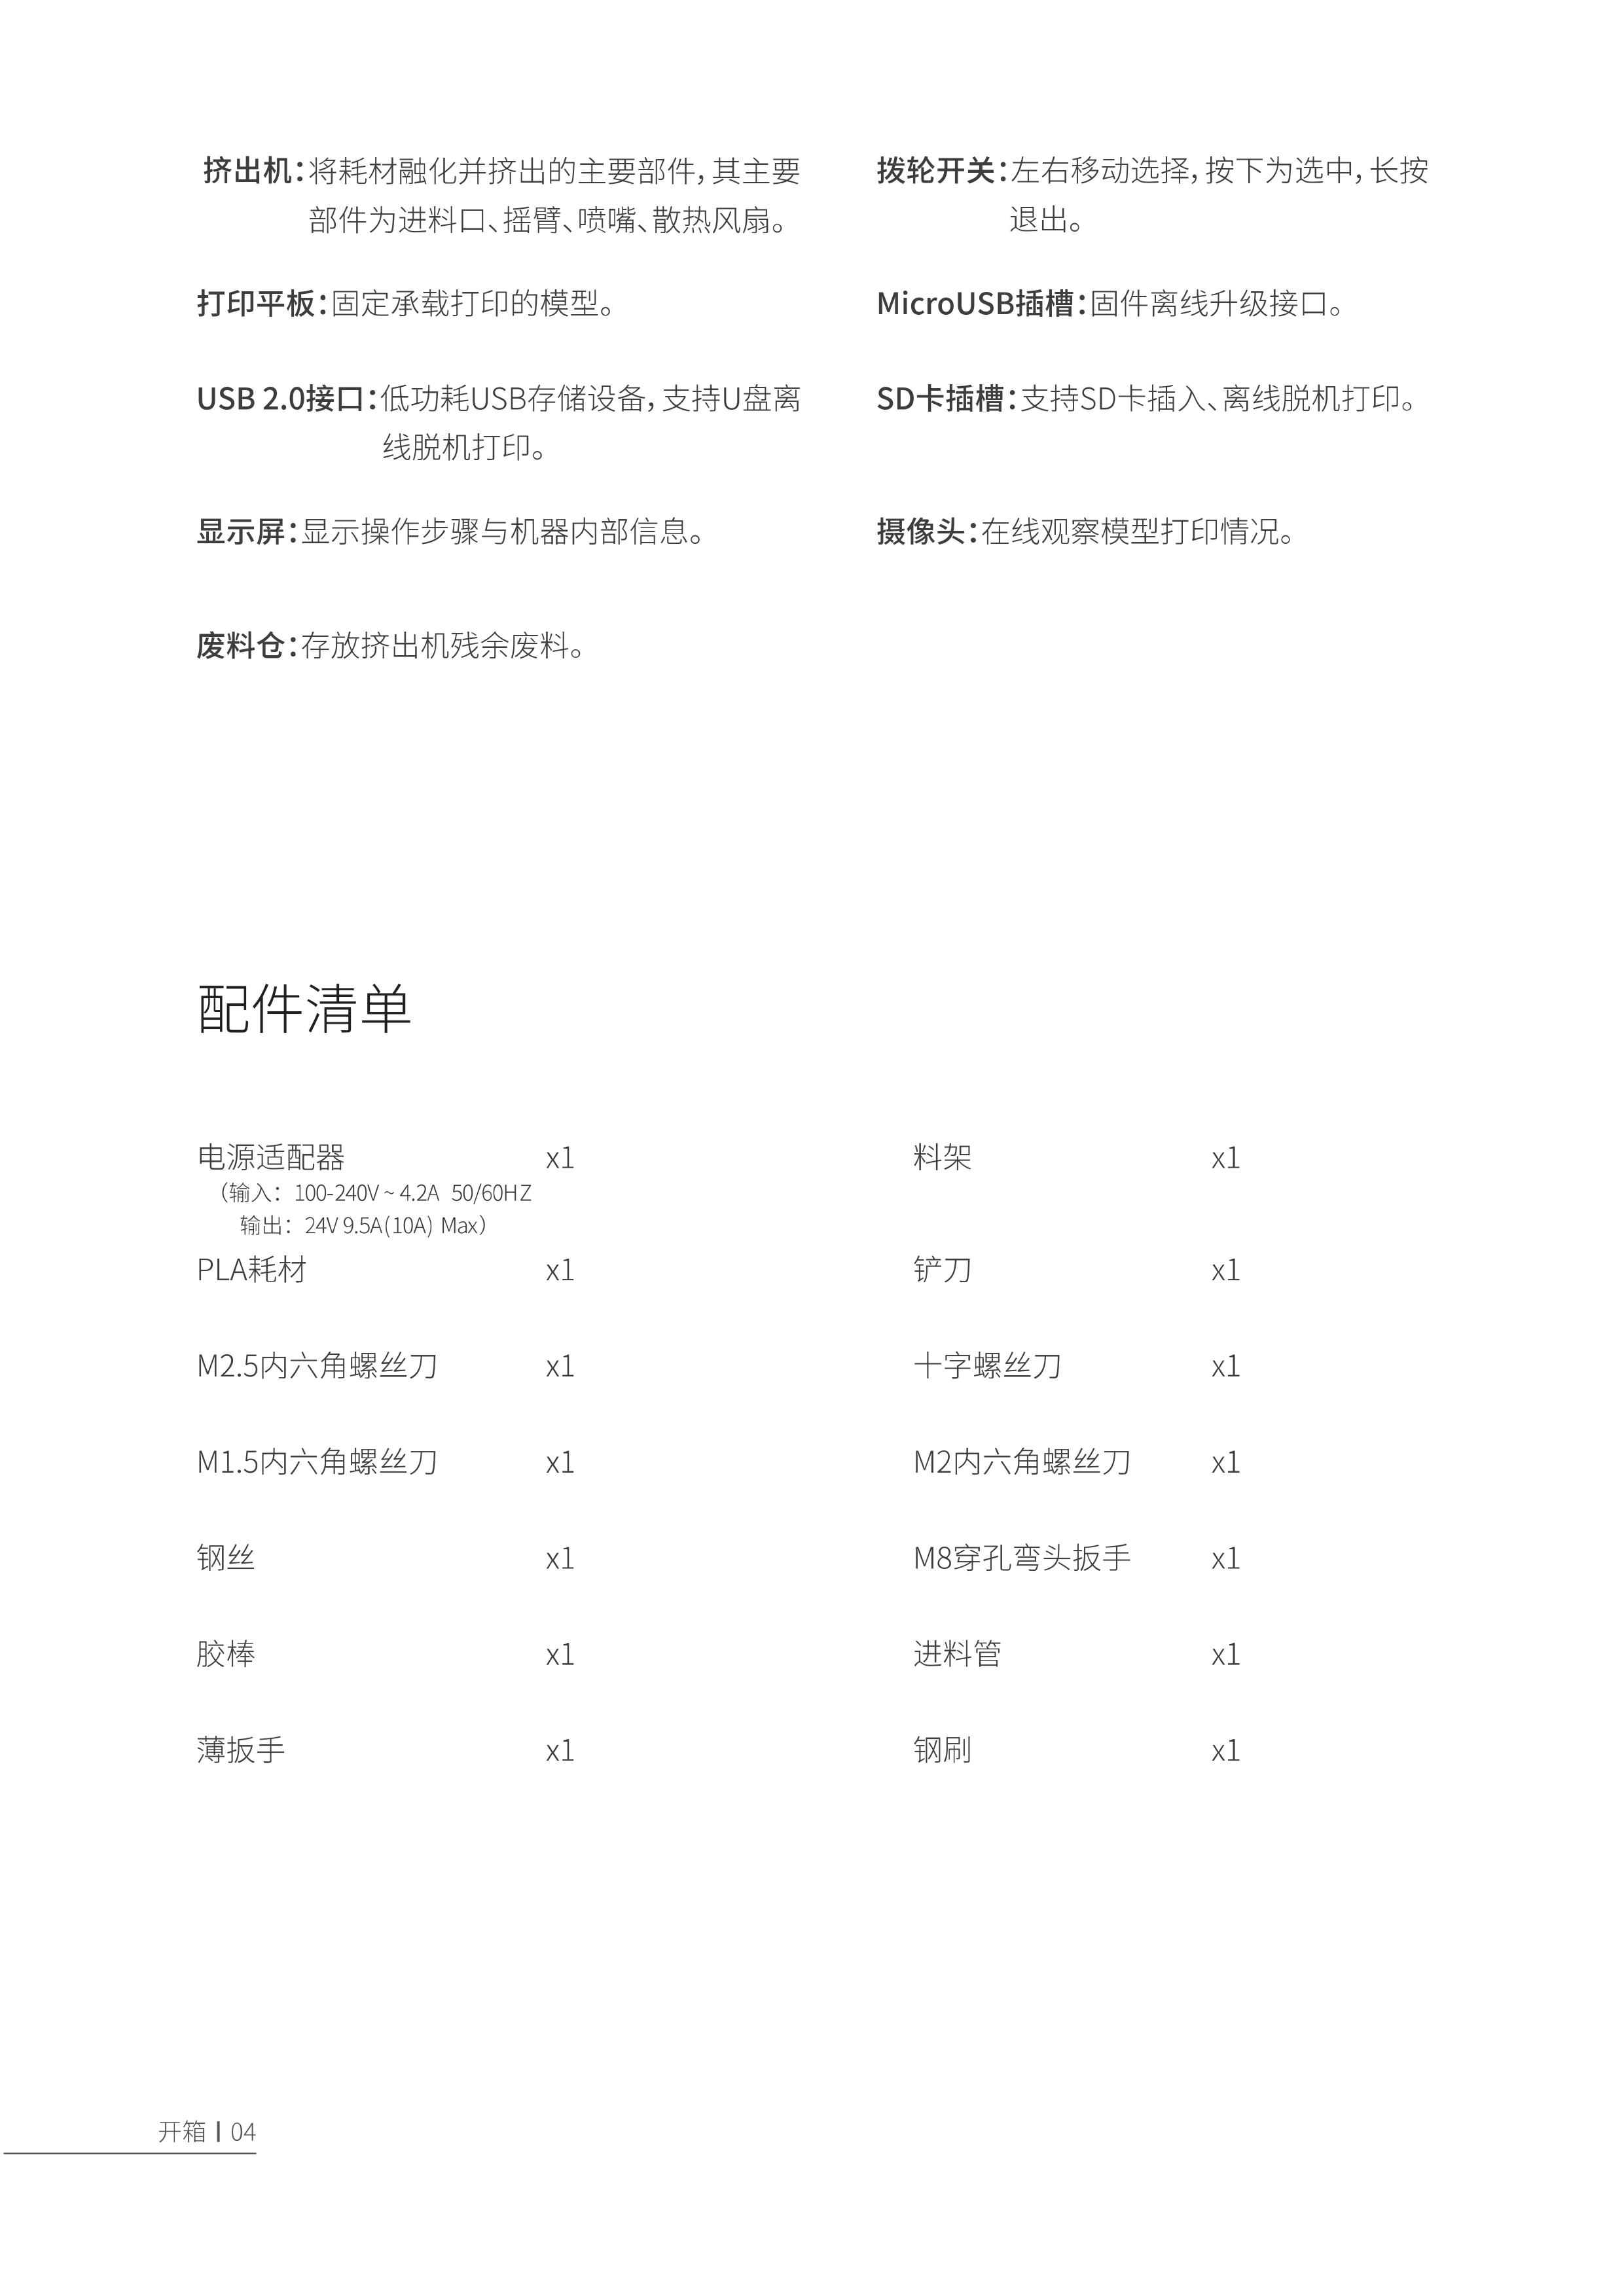 挤出机：将耗材融化并挤出的主要部件，其主要
部件为进料口、摇臂、喷嘴、散热风扇。
打印平板：固定承载打印的模型。
USB 2.0接口：低功耗USB存储设备，支持U盘离
线脱机打印。
显示屏：显示操作步骤与机器内部信息。
废料仓：存放挤出机残余废料。
拨轮开关：左右移动选择，按下为选中，长按
退出。
MicroUSB插槽：固件离线升级接口。
SD卡插槽：支持SD卡插入、离线脱机打印。
摄像头：在线观察模型打印情况。
配件清单
电源适配器 x1
（输入：100-240V ~ 4.2A 50/60HZ
输出：24V 9.5A(10A) Max）
PLA耗材 x1
M2.5内六角螺丝刀 x1
M1.5内六角螺丝刀 x1
钢丝 x1
胶棒 x1
薄扳手 x1
料架 x1
铲刀 x1
十字螺丝刀 x1
M2内六角螺丝刀 x1
M8穿孔弯头扳手 x1
进料管 x1
钢刷 x1
开箱 | 04